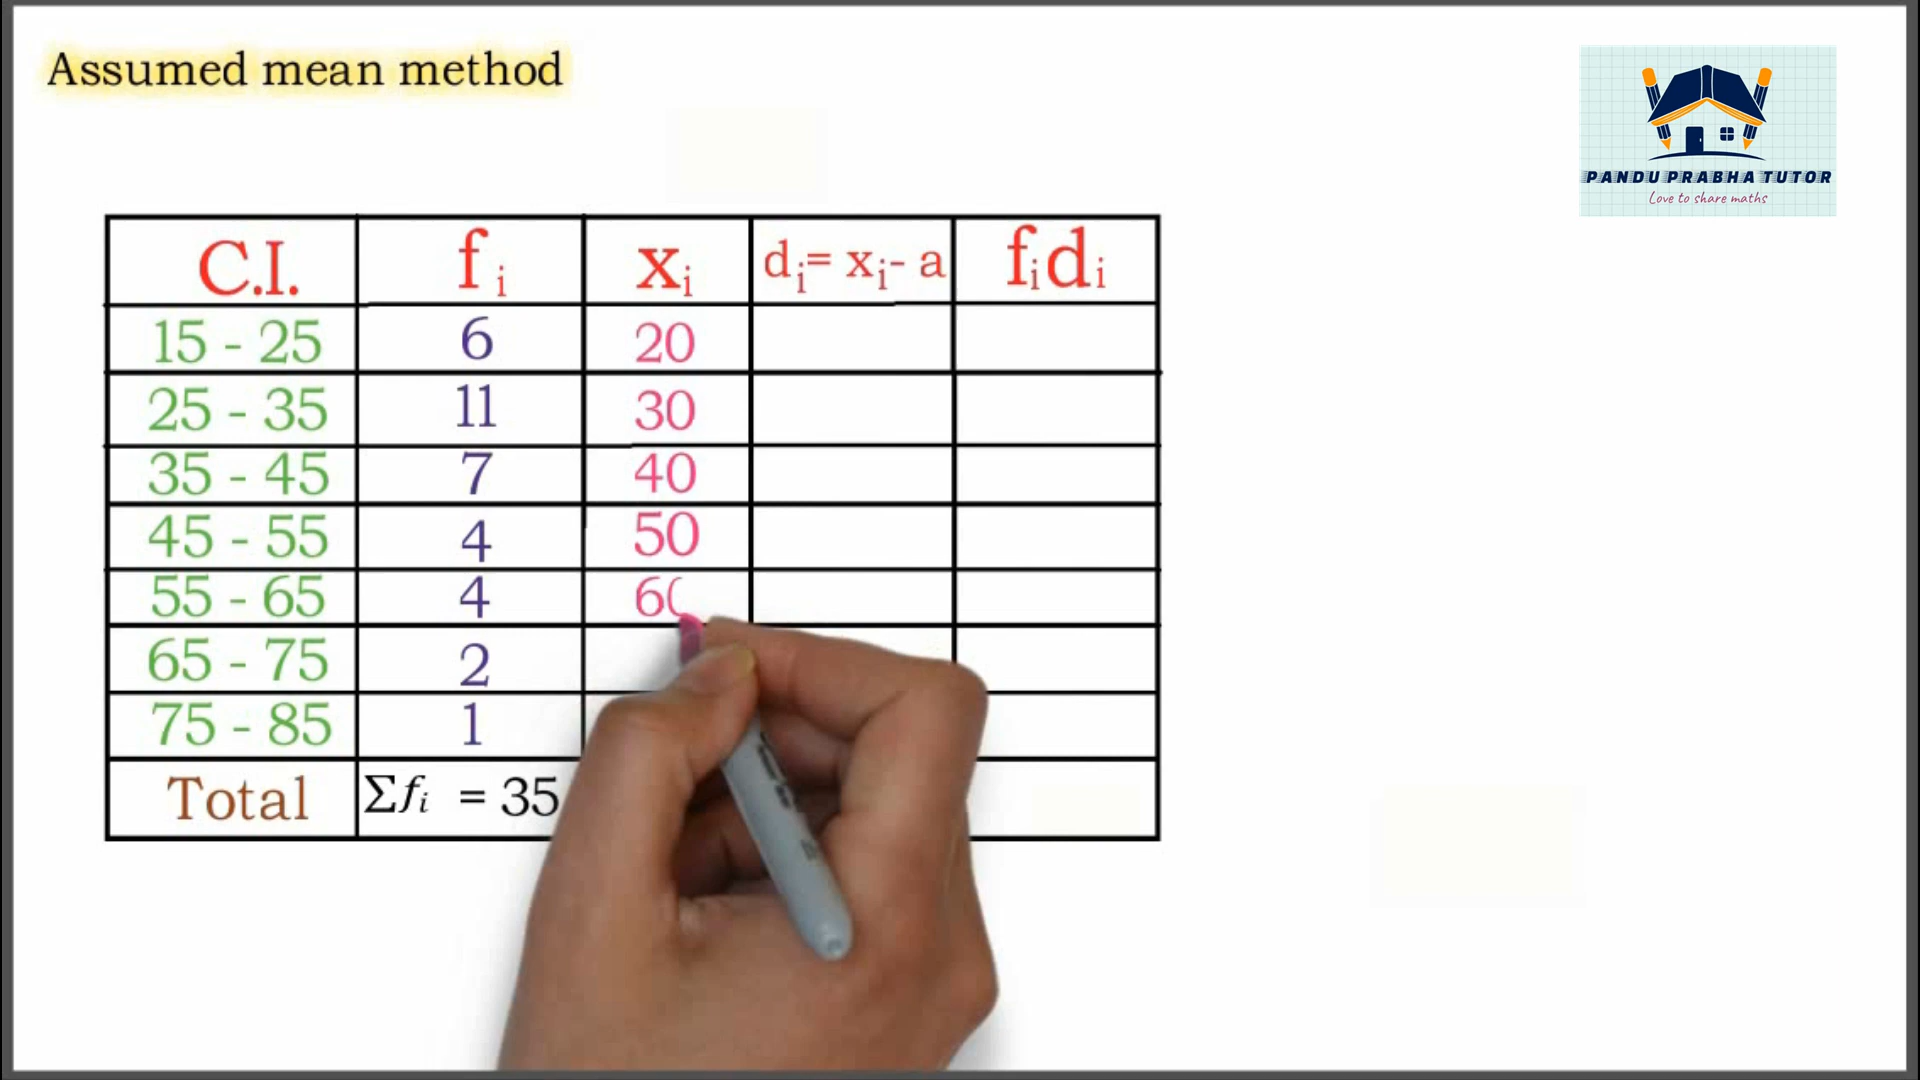 Assumed mean method
PANDU PRABHA TUTOR
Love to share maths
C.I. fᵢ xᵢ dᵢ= xᵢ- a fᵢdᵢ
15 - 25 6 20
25 - 35 11 30
35 - 45 7 40
45 - 55 4 50
55 - 65 4 60
65 - 75 2
75 - 85 1
Total Σfᵢ = 35